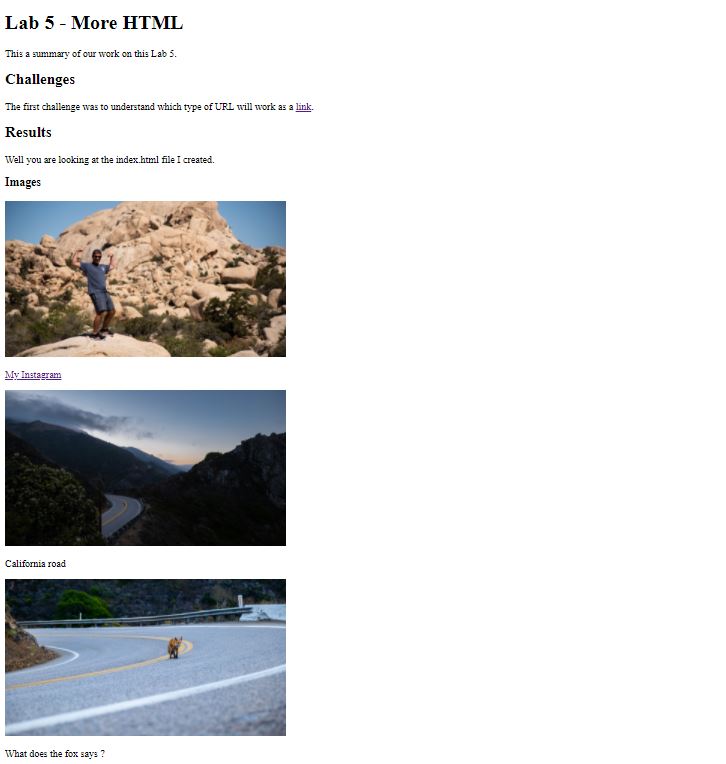 Lab 5 - More HTML
This a summary of our work on this Lab 5.
Challenges
The first challenge was to understand which type of URL will work as a link.
Results
Well you are looking at the index.html file I created.
Images
My Instagram
California road
What does the fox says ?